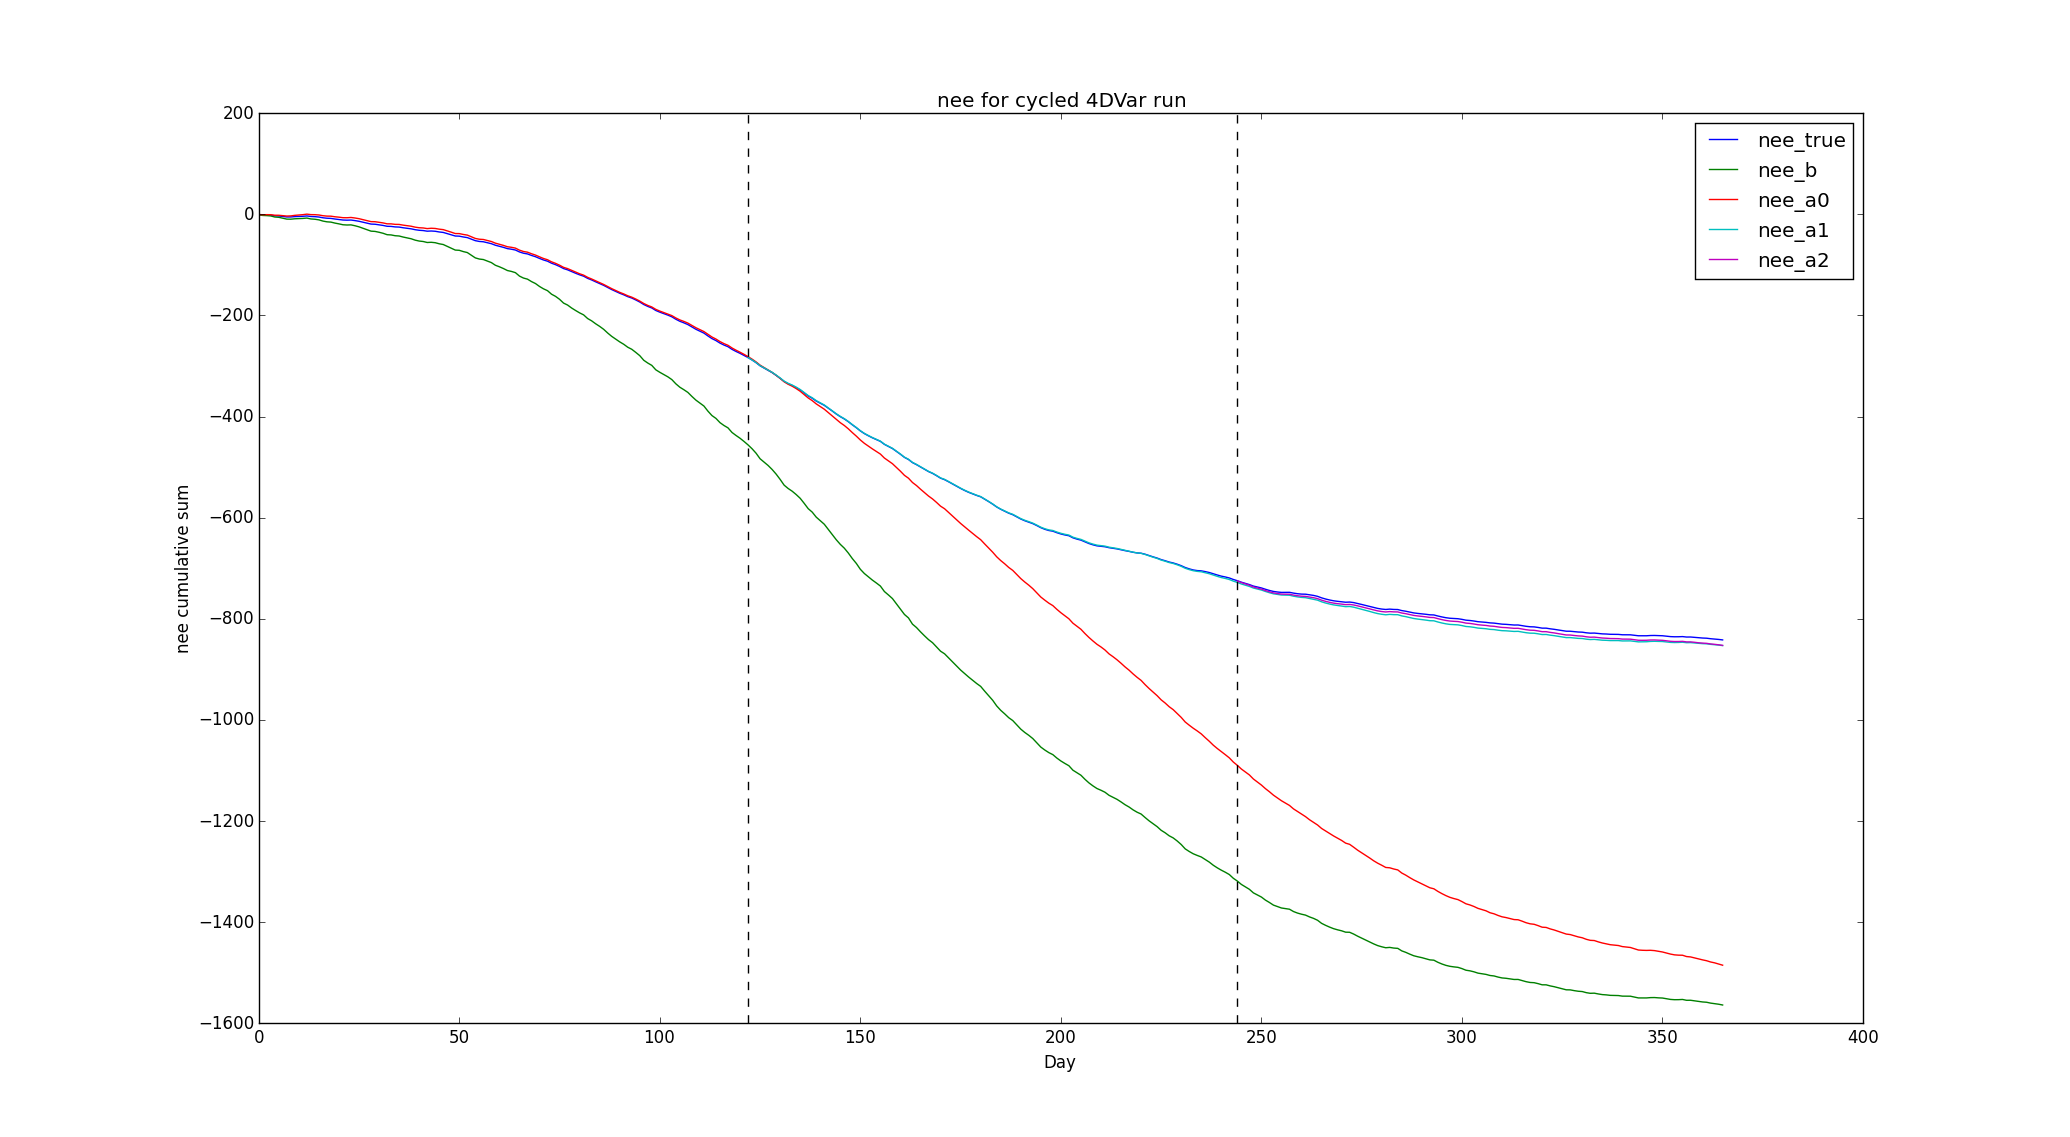 nee for cycled 4DVar run
200
0
−200
−400
−600
−800
−1000
−1200
−1400
−1600
nee cumulative sum
nee_true
nee_b
nee_a0
nee_a1
nee_a2
0 50 100 150 200 250 300 350 400
Day